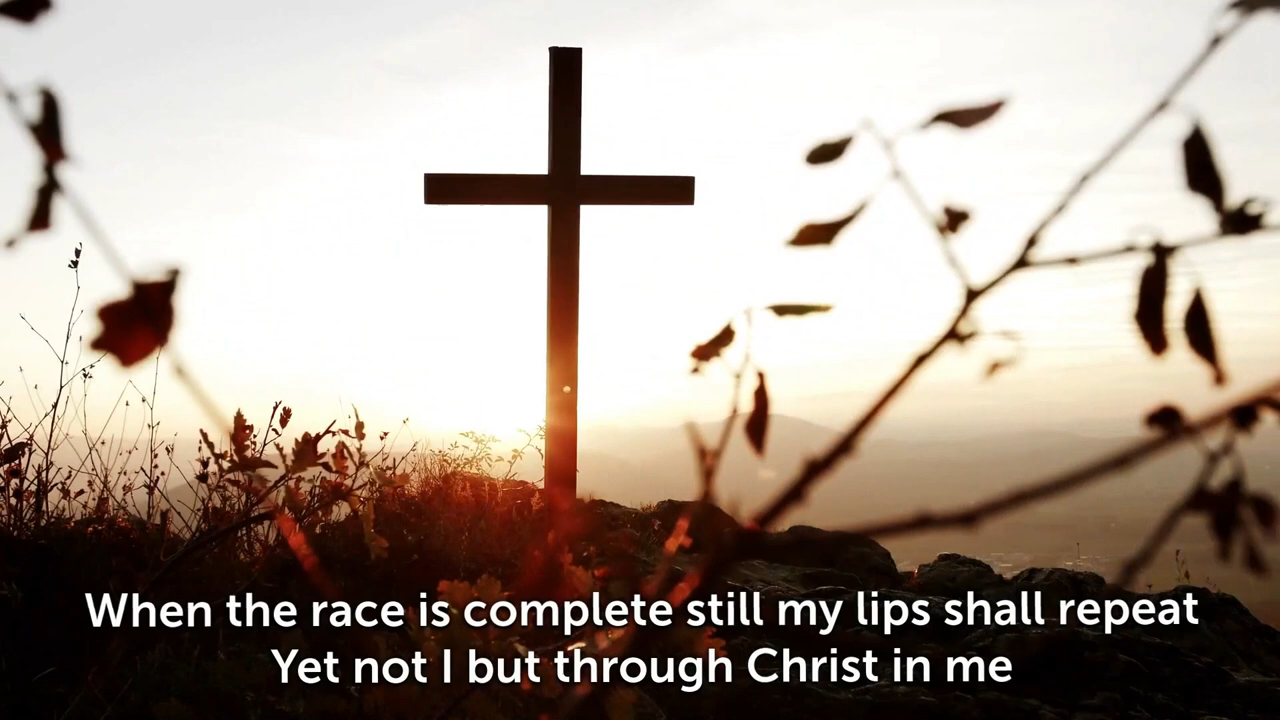 When the race is complete still my lips shall repeat
Yet not I but through Christ in me